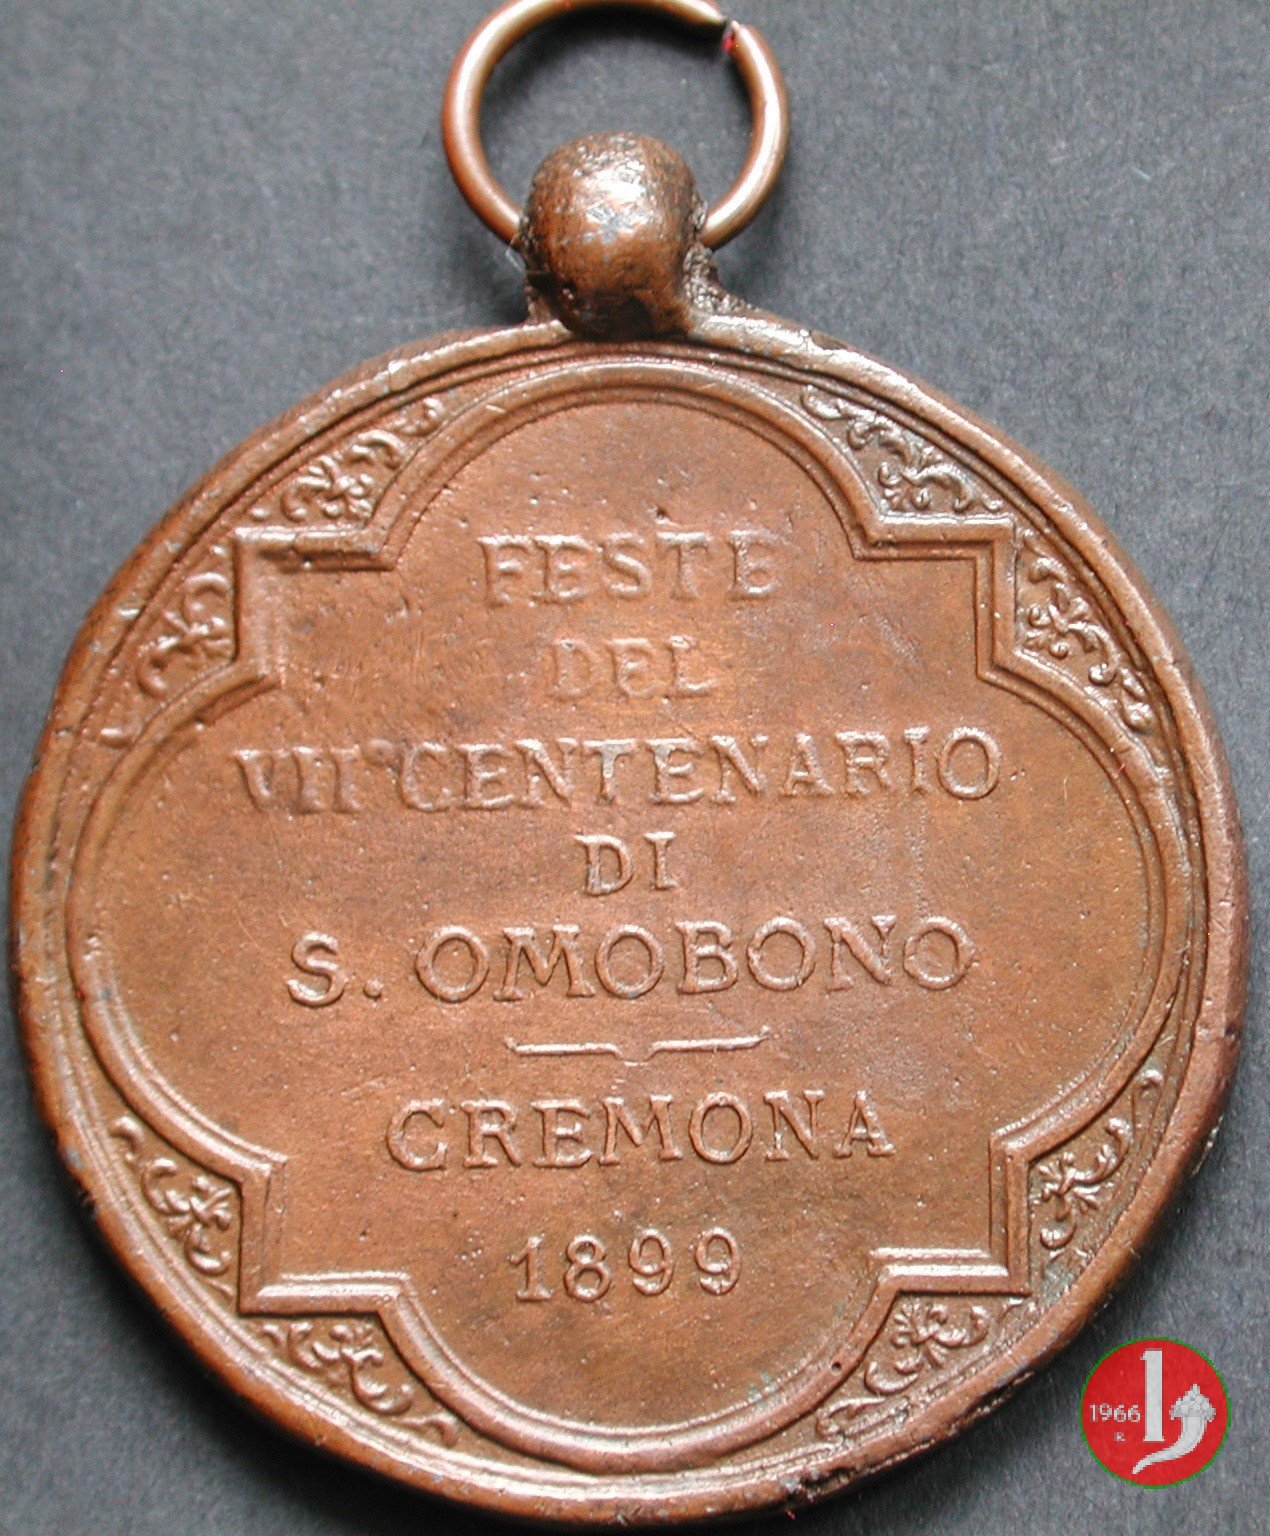 FESTE
DEL
VII° CENTENARIO
DI
S. OMOBONO
CREMONA
1899
1966
R